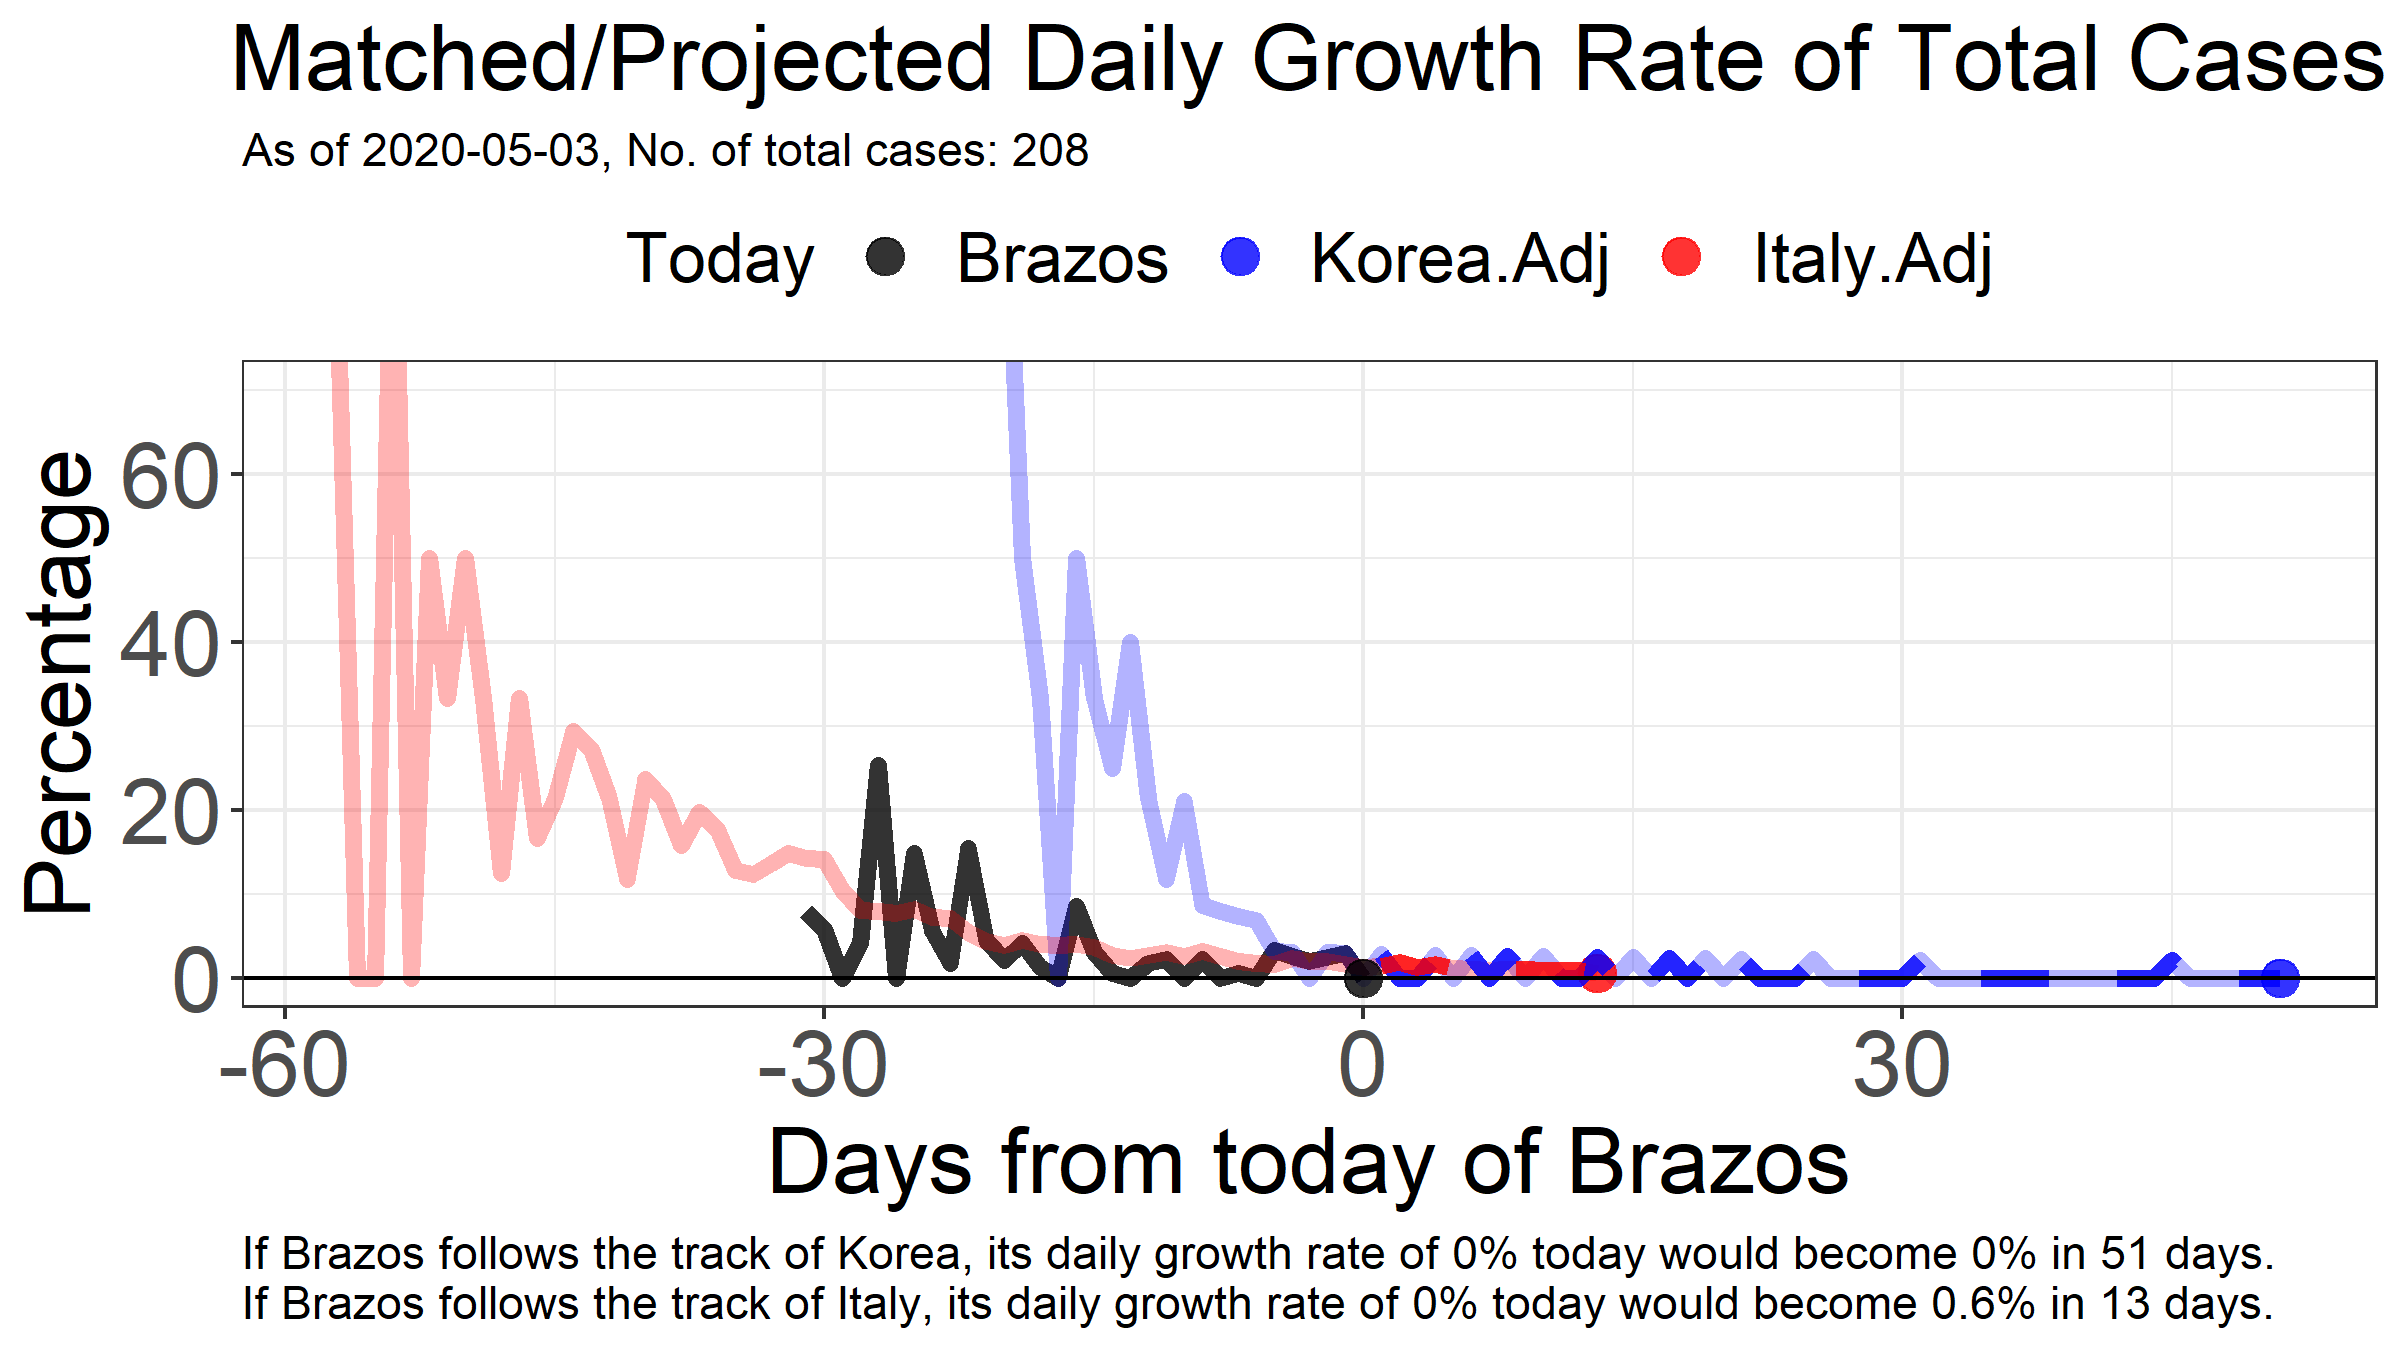 Matched/Projected Daily Growth Rate of Total Cases
As of 2020-05-03, No. of total cases: 208
Today Brazos Korea.Adj Italy.Adj
Percentage
60
40
20
0
-60 -30 0 30
Days from today of Brazos
If Brazos follows the track of Korea, its daily growth rate of 0% today would become 0% in 51 days.
If Brazos follows the track of Italy, its daily growth rate of 0% today would become 0.6% in 13 days.